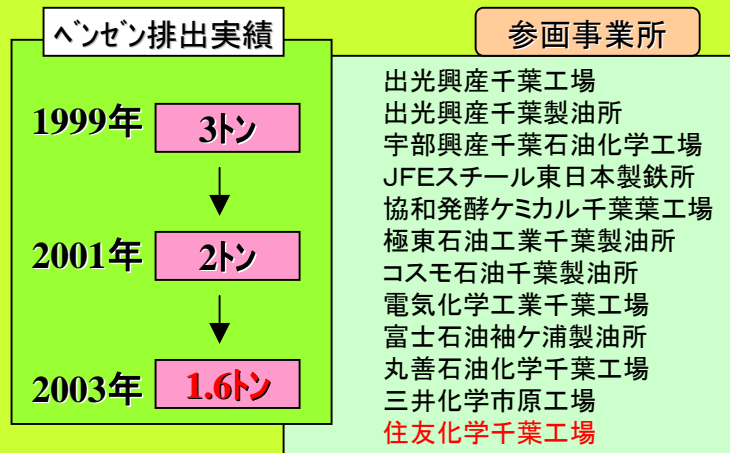 ベンゼン排出実績
1999年 3トン
2001年 2トン
2003年 1.6トン
参画事業所
出光興産千葉工場
出光興産千葉製油所
宇部興産千葉石油化学工場
JFEスチール東日本製鉄所
協和発酵ケミカル千葉葉工場
極東石油工業千葉製油所
コスモ石油千葉製油所
電気化学工業千葉工場
富士石油袖ケ浦製油所
丸善石油化学千葉工場
三井化学市原工場
住友化学千葉工場